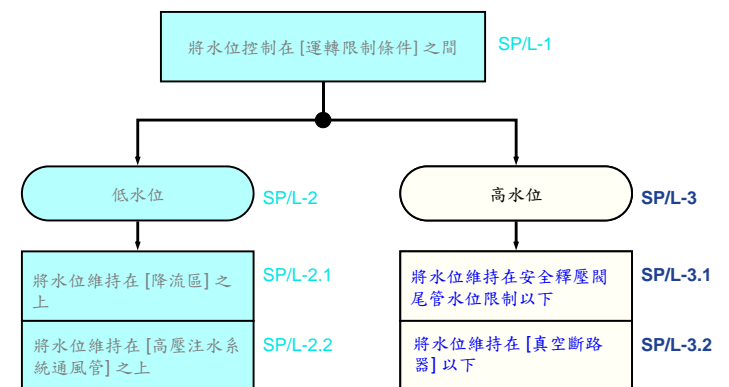 將水位控制在 [運轉限制條件] 之間
SP/L-1
低水位
SP/L-2
高水位
SP/L-3
將水位維持在 [降流區] 之
上
SP/L-2.1
將水位維持在安全釋壓閥
尾管水位限制以下
SP/L-3.1
將水位維持在 [高壓注水系
統通風管] 之上
SP/L-2.2
將水位維持在 [真空斷路
器] 以下
SP/L-3.2